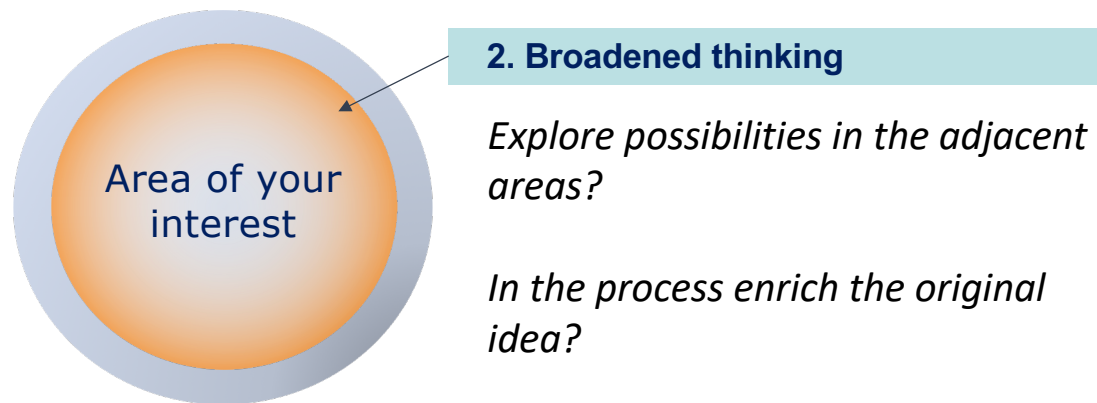 Area of your
interest
2. Broadened thinking
Explore possibilities in the adjacent
areas?
In the process enrich the original
idea?